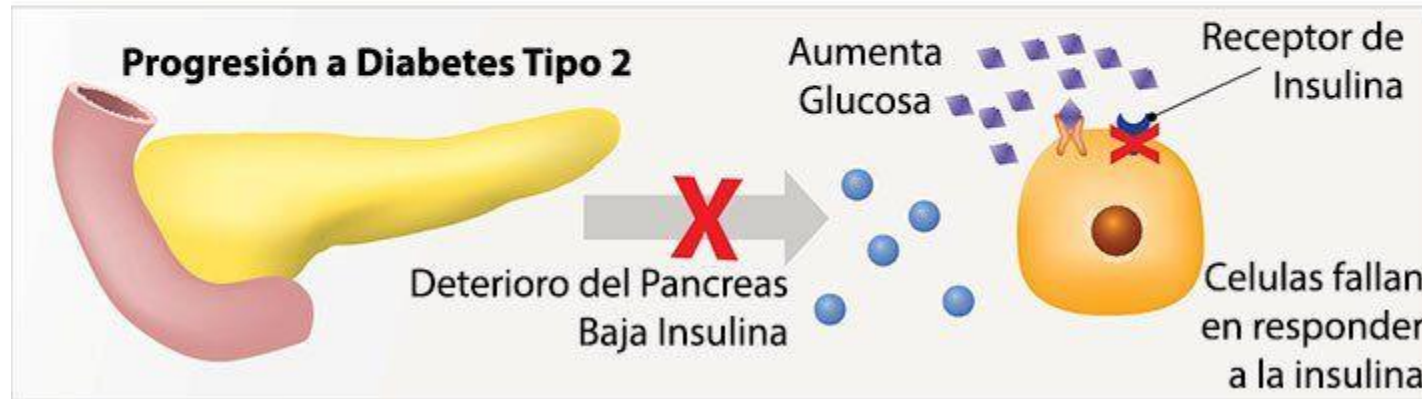 Progresión a Diabetes Tipo 2
Aumenta
Glucosa
Receptor de
Insulina
Deterioro del Pancreas
Baja Insulina
Celulas fallan
en responder
a la insulina